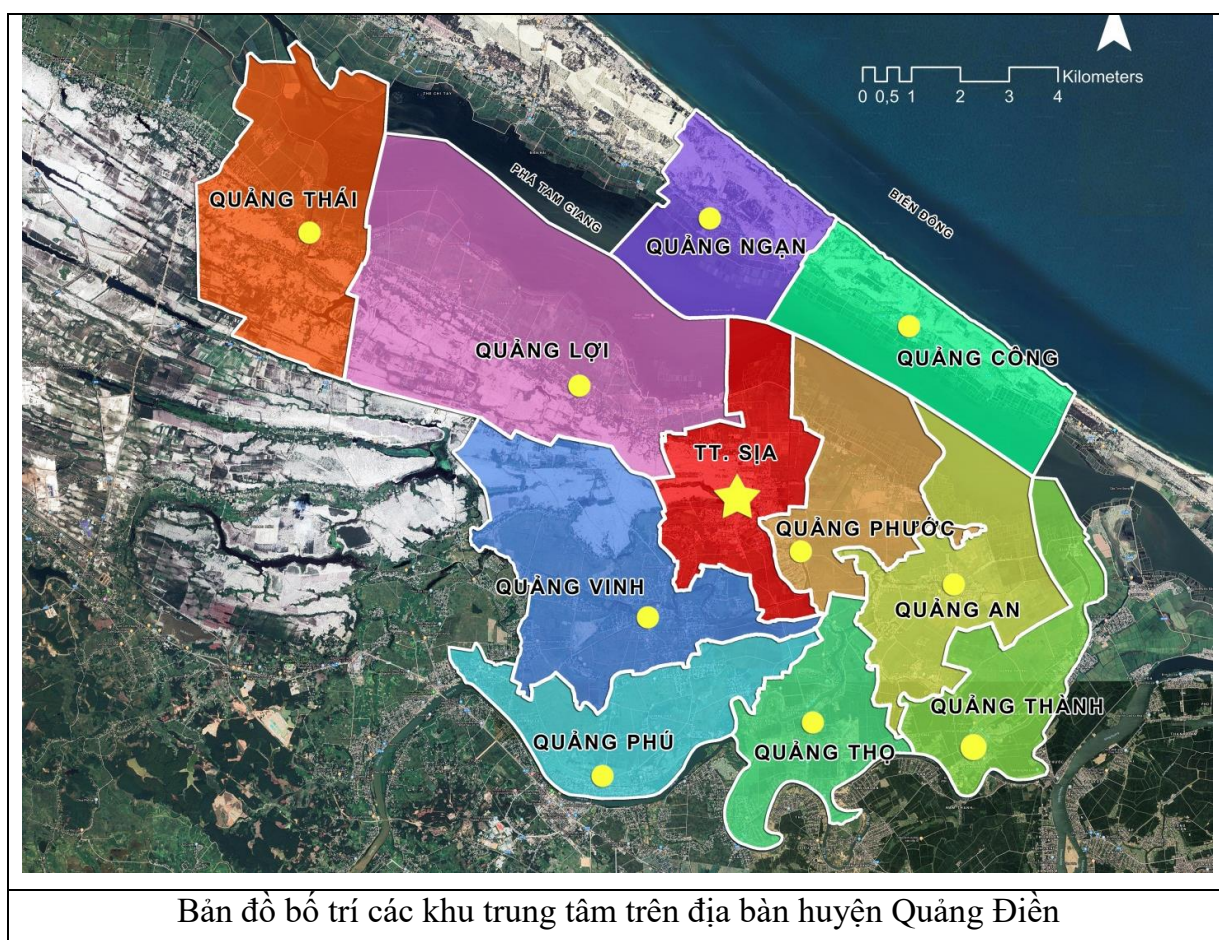 Kilometers
0 0,5 1 2 3 4
PHÁ TAM GIANG
BIỂN ĐÔNG
QUẢNG THÁI
QUẢNG NGẠN
QUẢNG LỢI
QUẢNG CÔNG
TT. SỊA
QUẢNG PHƯỚC
QUẢNG VINH
QUẢNG AN
QUẢNG THÀNH
QUẢNG PHÚ
QUẢNG THỌ
Bản đồ bố trí các khu trung tâm trên địa bàn huyện Quảng Điền